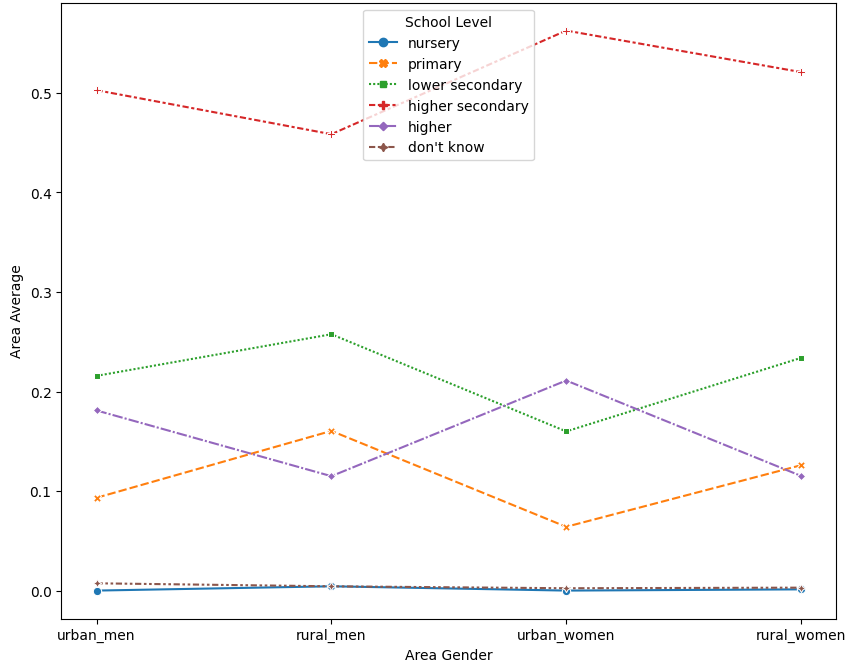 School Level
nursery
primary
lower secondary
higher secondary
higher
don't know
Area Average
0.5
0.4
0.3
0.2
0.1
0.0
urban_men rural_men urban_women rural_women
Area Gender